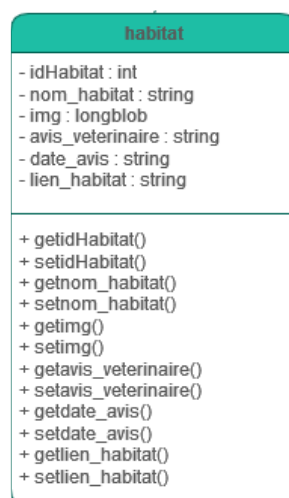 habitat
- idHabitat : int
- nom_habitat : string
- img : longblob
- avis_veterinaire : string
- date_avis : string
- lien_habitat : string
+ getidHabitat()
+ setidHabitat()
+ getnom_habitat()
+ setnom_habitat()
+ getimg()
+ setimg()
+ getavis_veterinaire()
+ setavis_veterinaire()
+ getdate_avis()
+ setdate_avis()
+ getlien_habitat()
+ setlien_habitat()